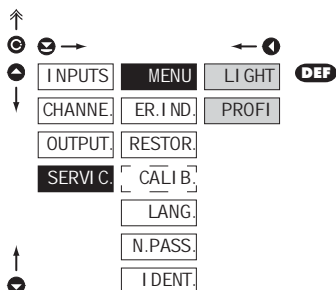 INPUTS MENU LIGHT DEF
CHANNE. ER.IND. PROFI
OUTPUT. RESTOR.
SERVIC. CALIB.
LANG.
N.PASS.
IDENT.